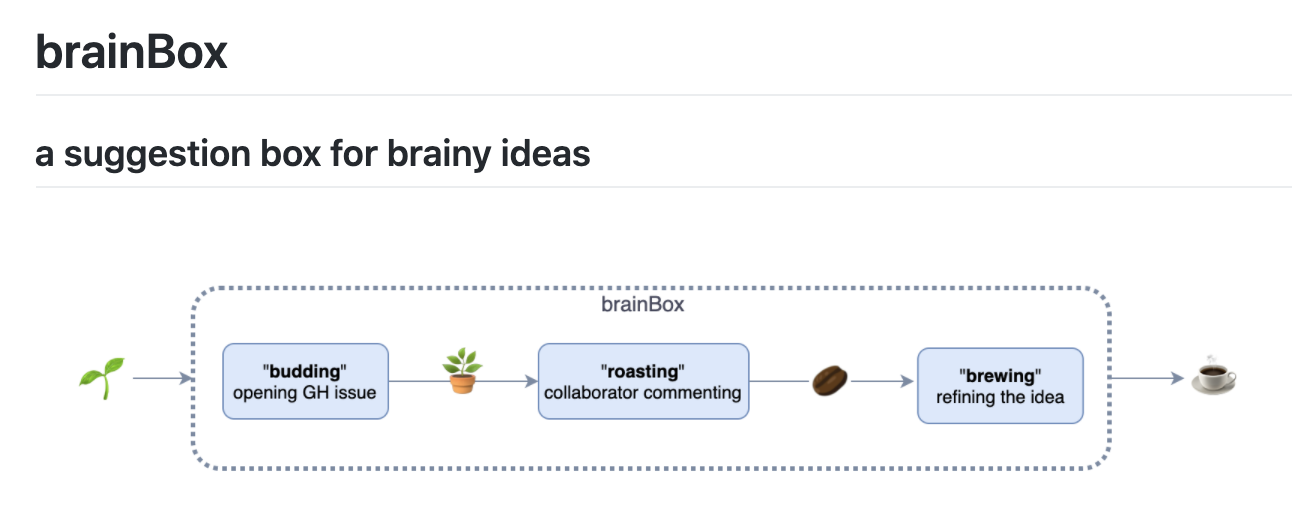 brainBox
a suggestion box for brainy ideas
brainBox
"budding"
opening GH issue
"roasting"
collaborator commenting
"brewing"
refining the idea